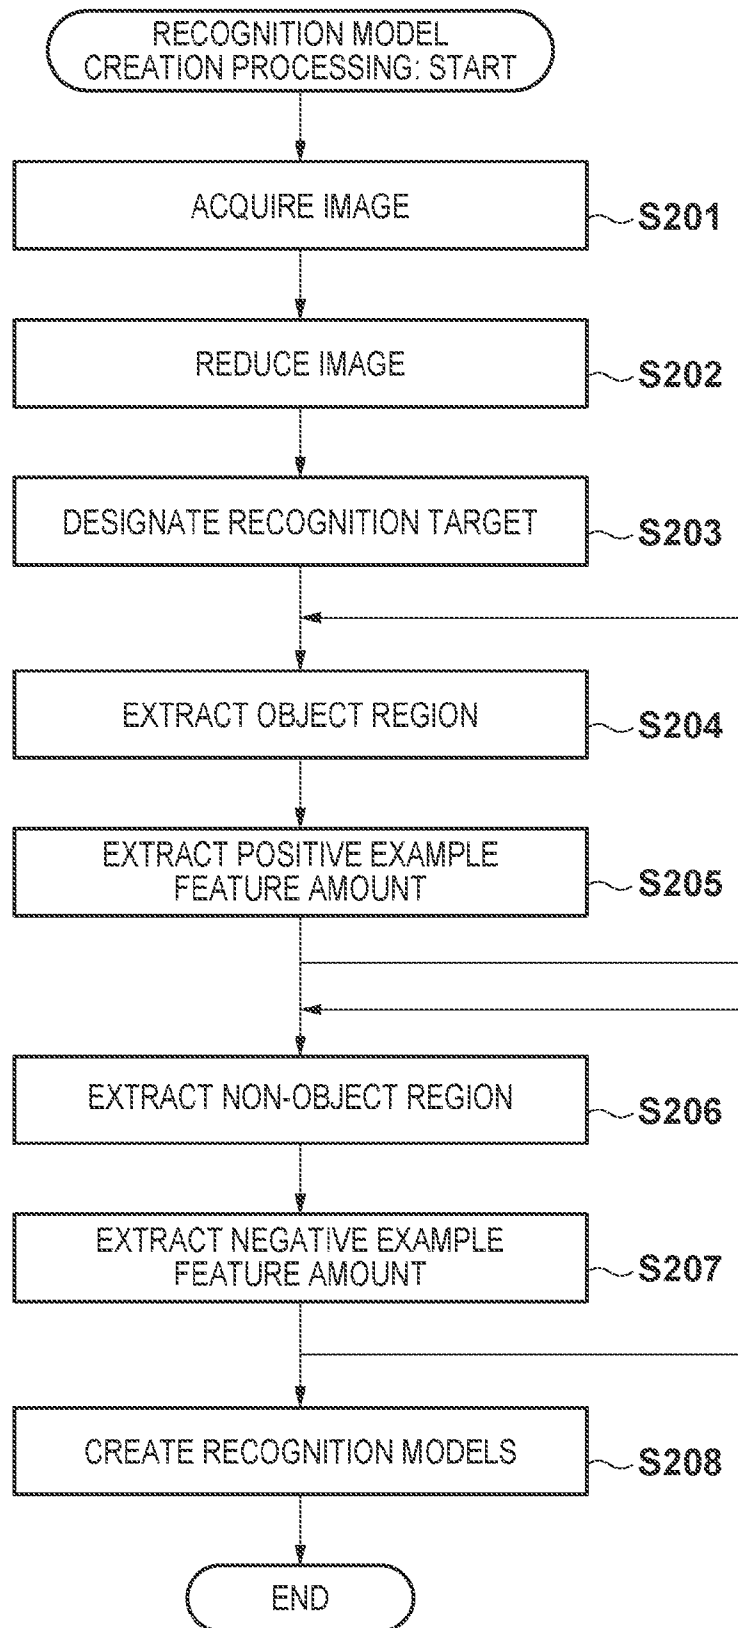 RECOGNITION MODEL
CREATION PROCESSING: START
ACQUIRE IMAGE
S201
REDUCE IMAGE
S202
DESIGNATE RECOGNITION TARGET
S203
EXTRACT OBJECT REGION
S204
EXTRACT POSITIVE EXAMPLE
FEATURE AMOUNT
S205
EXTRACT NON-OBJECT REGION
S206
EXTRACT NEGATIVE EXAMPLE
FEATURE AMOUNT
S207
CREATE RECOGNITION MODELS
S208
END